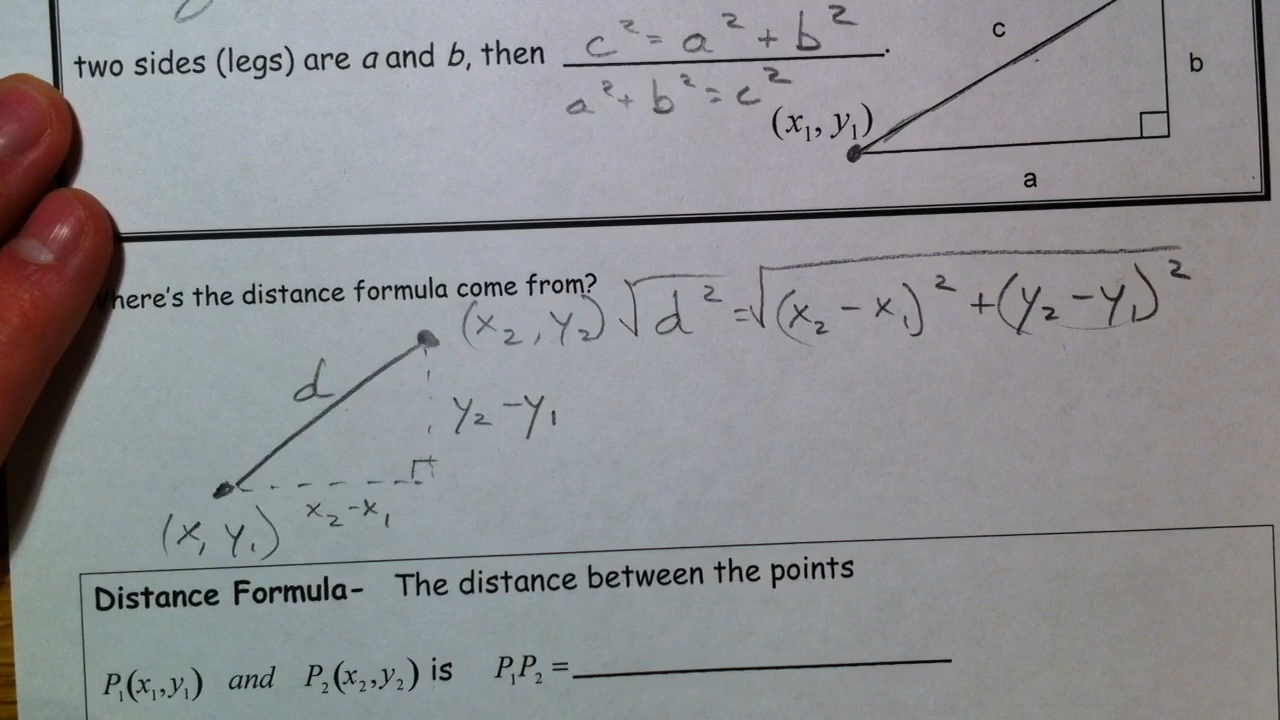 two sides (legs) are a and b, then c² = a² + b².
a² + b² = c²
c
b
(x₁, y₁)
a
here's the distance formula come from?
(x₂, y₂) √d² = √(x₂ - x₁)² + (y₂ - y₁)²
d
y₂ - y₁
x₂ - x₁
(x, y₁)
Distance Formula- The distance between the points
P₁(x₁,y₁) and P₂(x₂,y₂) is P₁P₂ =